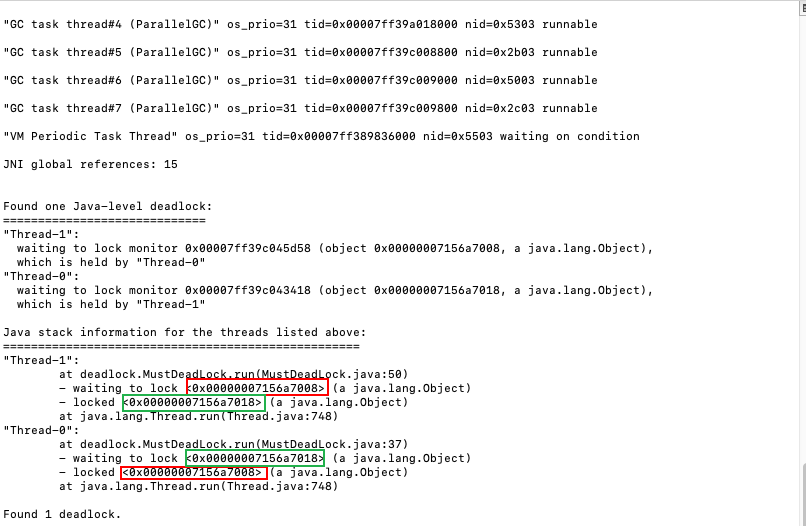 "GC task thread#4 (ParallelGC)" os_prio=31 tid=0x00007ff39a018000 nid=0x5303 runnable
"GC task thread#5 (ParallelGC)" os_prio=31 tid=0x00007ff39c008800 nid=0x2b03 runnable
"GC task thread#6 (ParallelGC)" os_prio=31 tid=0x00007ff39c009000 nid=0x5003 runnable
"GC task thread#7 (ParallelGC)" os_prio=31 tid=0x00007ff39c009800 nid=0x2c03 runnable
"VM Periodic Task Thread" os_prio=31 tid=0x00007ff389836000 nid=0x5503 waiting on condition
JNI global references: 15
Found one Java-level deadlock:
=============================
"Thread-1":
  waiting to lock monitor 0x00007ff39c045d58 (object 0x00000007156a7008, a java.lang.Object),
  which is held by "Thread-0"
"Thread-0":
  waiting to lock monitor 0x00007ff39c043418 (object 0x00000007156a7018, a java.lang.Object),
  which is held by "Thread-1"
Java stack information for the threads listed above:
===================================================
"Thread-1":
        at deadlock.MustDeadLock.run(MustDeadLock.java:50)
        - waiting to lock <0x00000007156a7008> (a java.lang.Object)
        - locked <0x00000007156a7018> (a java.lang.Object)
        at java.lang.Thread.run(Thread.java:748)
"Thread-0":
        at deadlock.MustDeadLock.run(MustDeadLock.java:37)
        - waiting to lock <0x00000007156a7018> (a java.lang.Object)
        - locked <0x00000007156a7008> (a java.lang.Object)
        at java.lang.Thread.run(Thread.java:748)
Found 1 deadlock.